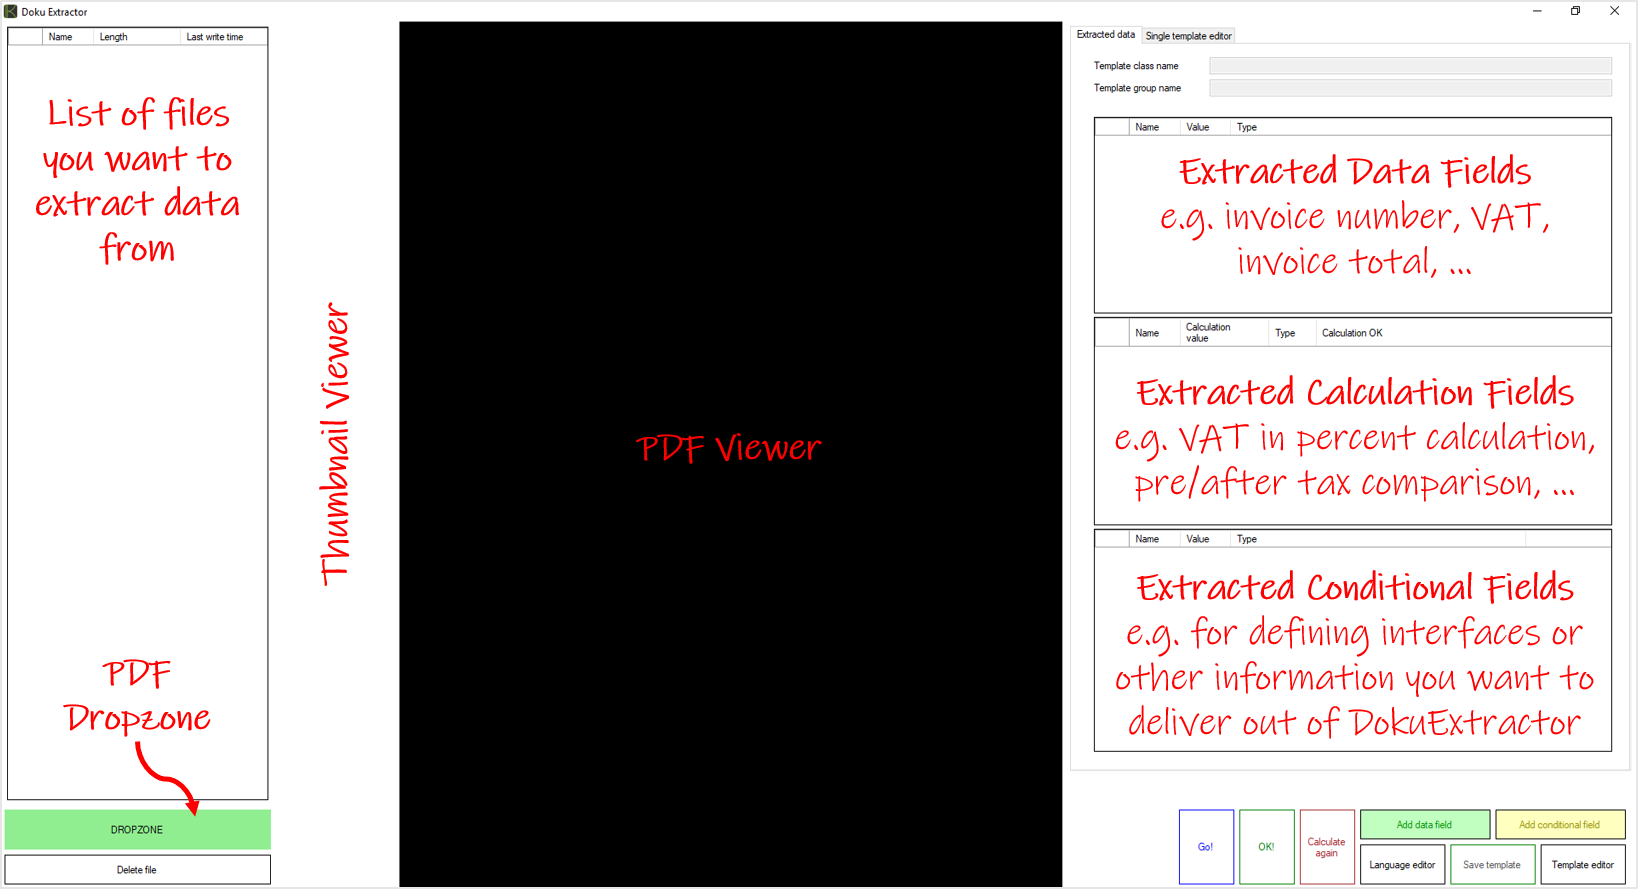 Doku Extractor
Name Length Last write time
List of files
you want to
extract data
from
PDF
Dropzone
DROPZONE
Delete file
Thumbnail Viewer
PDF Viewer
Extracted data Single template editor
Template class name
Template group name
Name Value Type
Extracted Data Fields
e.g. invoice number, VAT,
invoice total, ...
Name Calculation value Type Calculation OK
Extracted Calculation Fields
e.g. VAT in percent calculation,
pre/after tax comparison, ...
Name Value Type
Extracted Conditional Fields
e.g. for defining interfaces or
other information you want to
deliver out of DokuExtractor
Go!
OK!
Calculate
again
Add data field Add conditional field
Language editor Save template Template editor